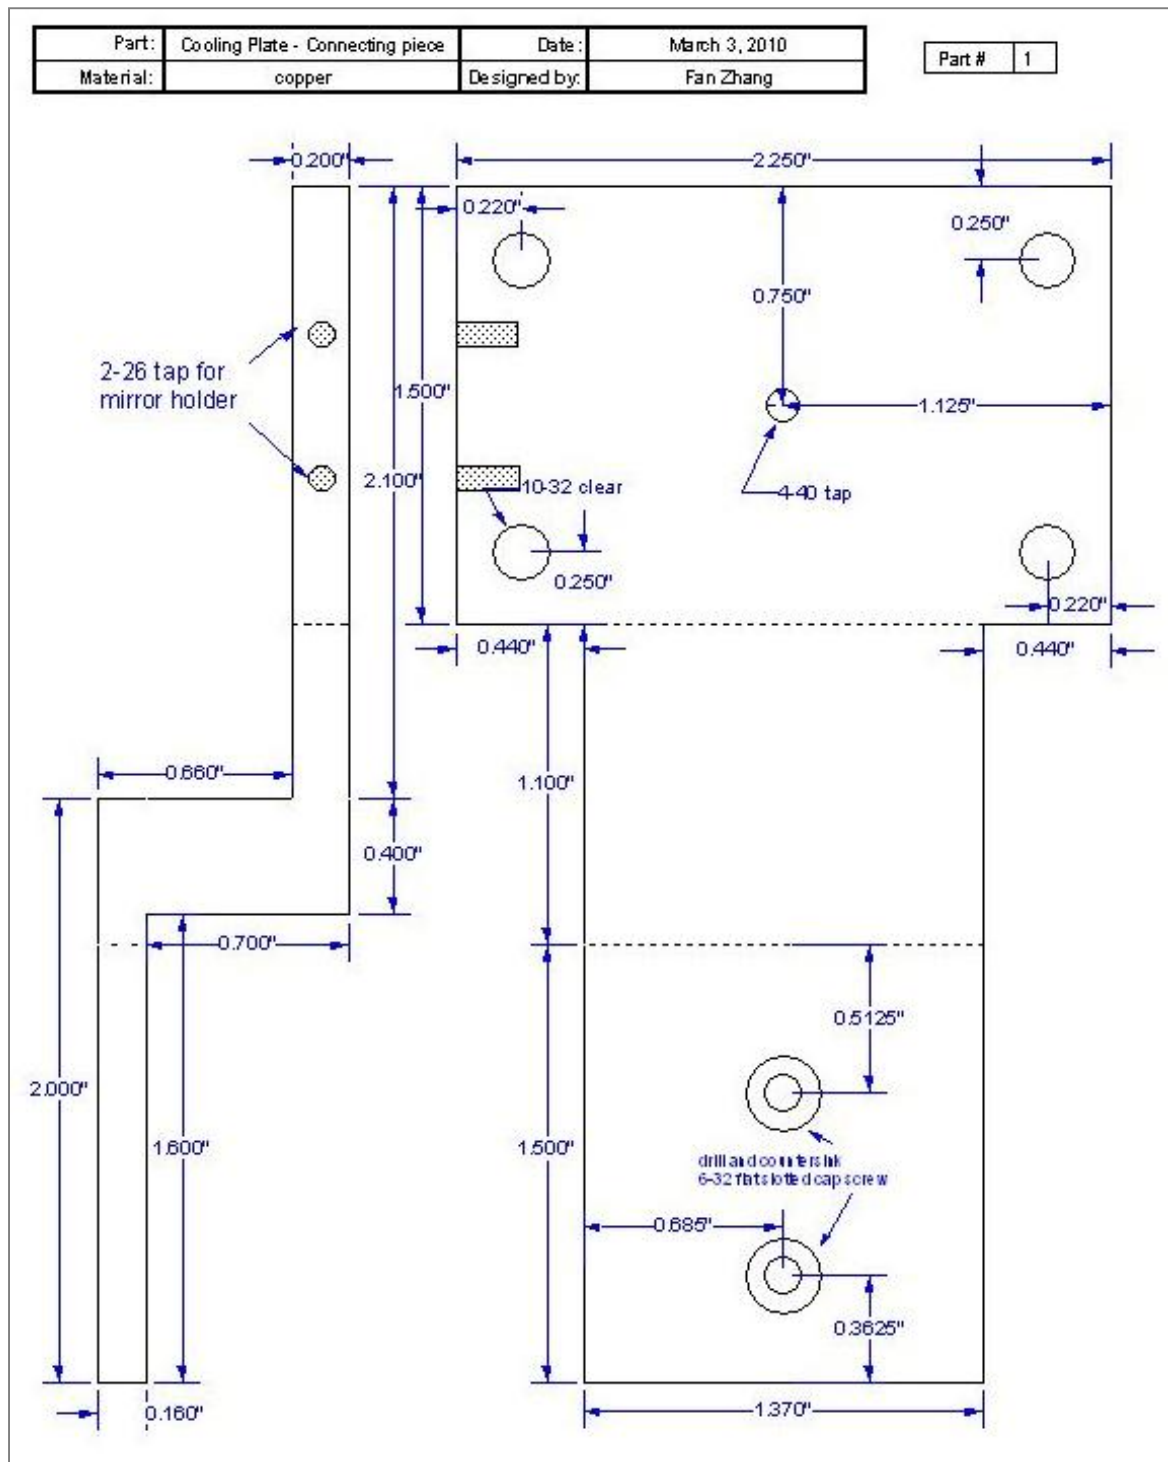 Part: Cooling Plate - Connecting piece Date: March 3, 2010
Material: copper Designed by: Fan Zhang
Part # 1
0.200"
2.250"
0.220"
0.250"
0.750"
2-26 tap for
mirror holder
1.500"
1.125"
2.100"
10-32 clear
4-40 tap
0.250"
0.220"
0.440"
0.440"
0.660"
1.100"
0.400"
0.700"
0.5125"
2.000"
1.600"
1.500"
drill and countersink
6-32 flat slotted cap screw
0.685"
0.3625"
0.160"
1.370"